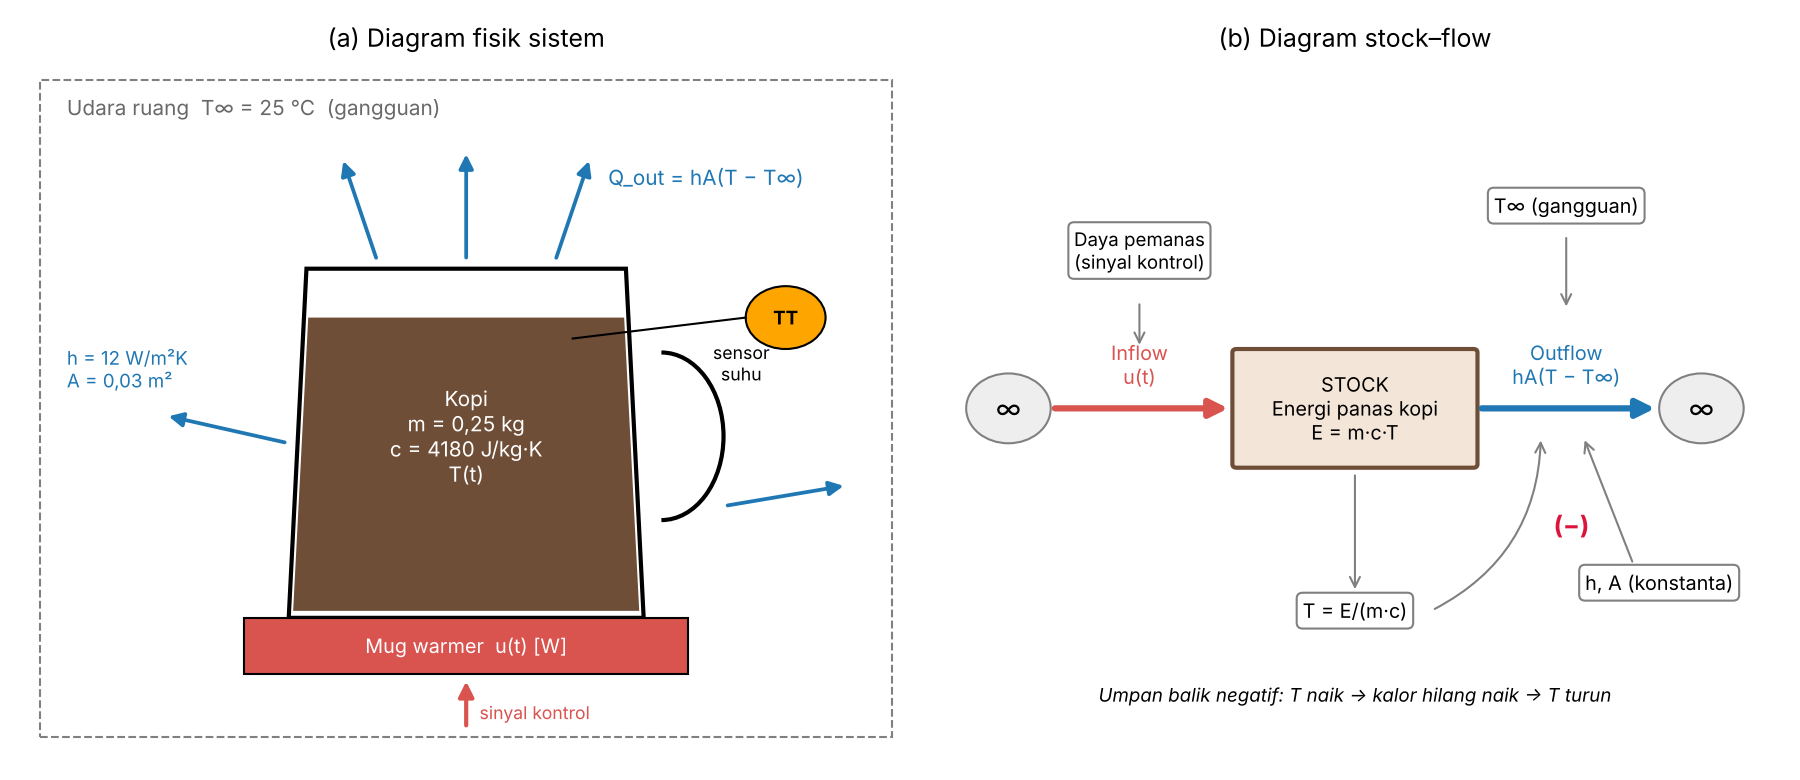 (a) Diagram fisik sistem
Udara ruang  T∞ = 25 °C  (gangguan)
Q_out = hA(T − T∞)
TT
sensor
suhu
h = 12 W/m²K
A = 0,03 m²
Kopi
m = 0,25 kg
c = 4180 J/kg·K
T(t)
Mug warmer  u(t) [W]
sinyal kontrol
(b) Diagram stock–flow
T∞ (gangguan)
Daya pemanas
(sinyal kontrol)
Inflow
u(t)
∞
STOCK
Energi panas kopi
E = m·c·T
Outflow
hA(T − T∞)
∞
(−)
h, A (konstanta)
T = E/(m·c)
Umpan balik negatif: T naik → kalor hilang naik → T turun